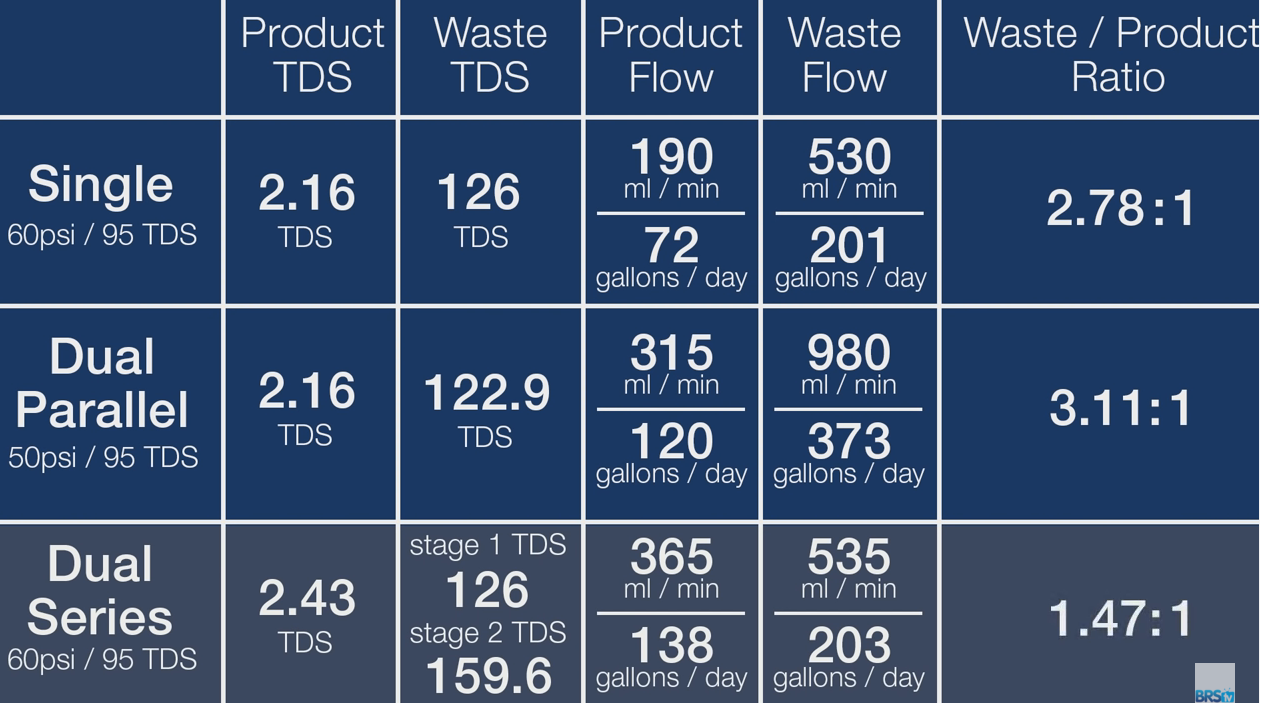 Product TDS
Waste TDS
Product Flow
Waste Flow
Waste / Product Ratio
Single
60psi / 95 TDS
2.16
TDS
126
TDS
190
ml / min
72
gallons / day
530
ml / min
201
gallons / day
2.78:1
Dual
Parallel
50psi / 95 TDS
2.16
TDS
122.9
TDS
315
ml / min
120
gallons / day
980
ml / min
373
gallons / day
3.11:1
Dual
Series
60psi / 95 TDS
2.43
TDS
stage 1 TDS
126
stage 2 TDS
159.6
365
ml / min
138
gallons / day
535
ml / min
203
gallons / day
1.47:1
BRStv